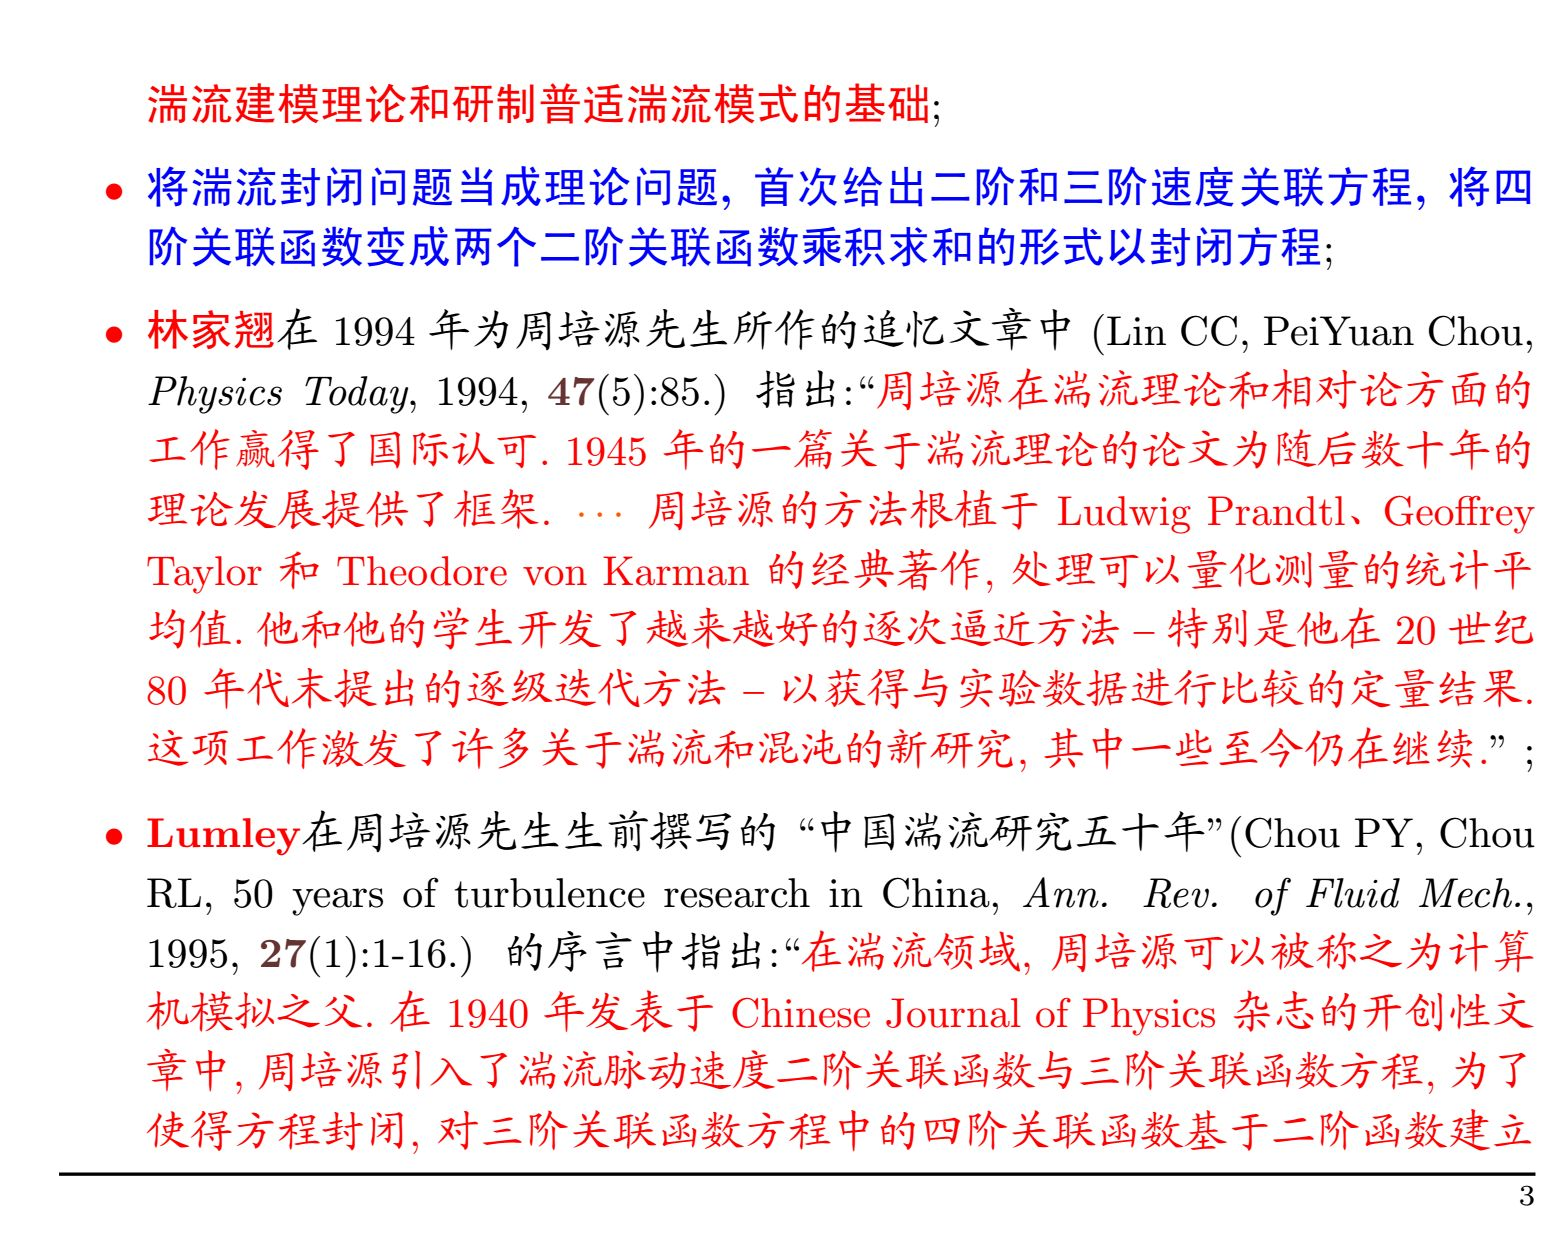 湍流建模理论和研制普适湍流模式的基础;
• 将湍流封闭问题当成理论问题, 首次给出二阶和三阶速度关联方程, 将四
阶关联函数变成两个二阶关联函数乘积求和的形式以封闭方程;
• 林家翘在 1994 年为周培源先生所作的追忆文章中 (Lin CC, PeiYuan Chou,
Physics Today, 1994, 47(5):85.) 指出:“周培源在湍流理论和相对论方面的
工作赢得了国际认可. 1945 年的一篇关于湍流理论的论文为随后数十年的
理论发展提供了框架. ··· 周培源的方法根植于 Ludwig Prandtl、Geoffrey
Taylor 和 Theodore von Karman 的经典著作, 处理可以量化测量的统计平
均值. 他和他的学生开发了越来越好的逐次逼近方法 – 特别是他在 20 世纪
80 年代末提出的逐级迭代方法 – 以获得与实验数据进行比较的定量结果.
这项工作激发了许多关于湍流和混沌的新研究, 其中一些至今仍在继续.” ;
• Lumley在周培源先生生前撰写的 “中国湍流研究五十年”(Chou PY, Chou
RL, 50 years of turbulence research in China, Ann. Rev. of Fluid Mech.,
1995, 27(1):1-16.) 的序言中指出:“在湍流领域, 周培源可以被称之为计算
机模拟之父. 在 1940 年发表于 Chinese Journal of Physics 杂志的开创性文
章中, 周培源引入了湍流脉动速度二阶关联函数与三阶关联函数方程, 为了
使得方程封闭, 对三阶关联函数方程中的四阶关联函数基于二阶函数建立
3